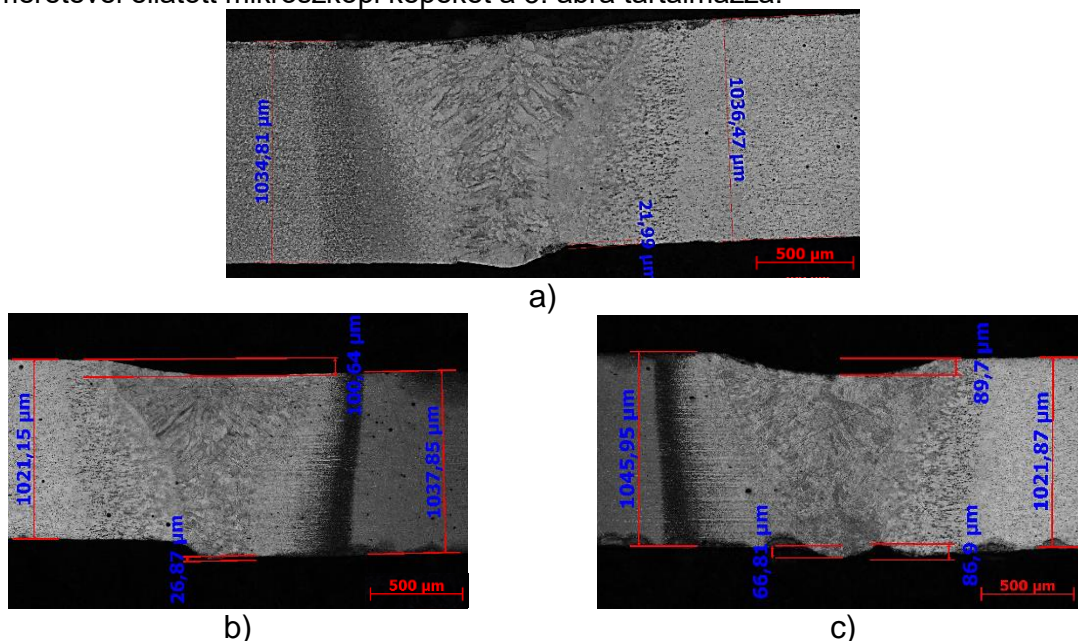 méretével ellátott mikroszkópi képeket a 6. ábra tartalmazza.
1034,81 µm
1036,47 µm
21,99 µm
500 µm
a)
1021,15 µm
100,64 µm
1037,85 µm
26,87 µm
500 µm
b)
1045,95 µm
89,7 µm
1021,87 µm
66,81 µm
86,9 µm
500 µm
c)